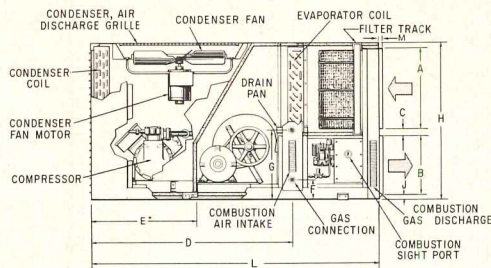 CONDENSER, AIR
DISCHARGE GRILLE
CONDENSER FAN
EVAPORATOR COIL
FILTER TRACK
M
CONDENSER
COIL
A
H
DRAIN
PAN
CONDENSER
FAN MOTOR
C
COMPRESSOR
G
B
J
F
E*
COMBUSTION
AIR INTAKE
GAS
CONNECTION
COMBUSTION
GAS DISCHARGE
COMBUSTION
SIGHT PORT
D
L